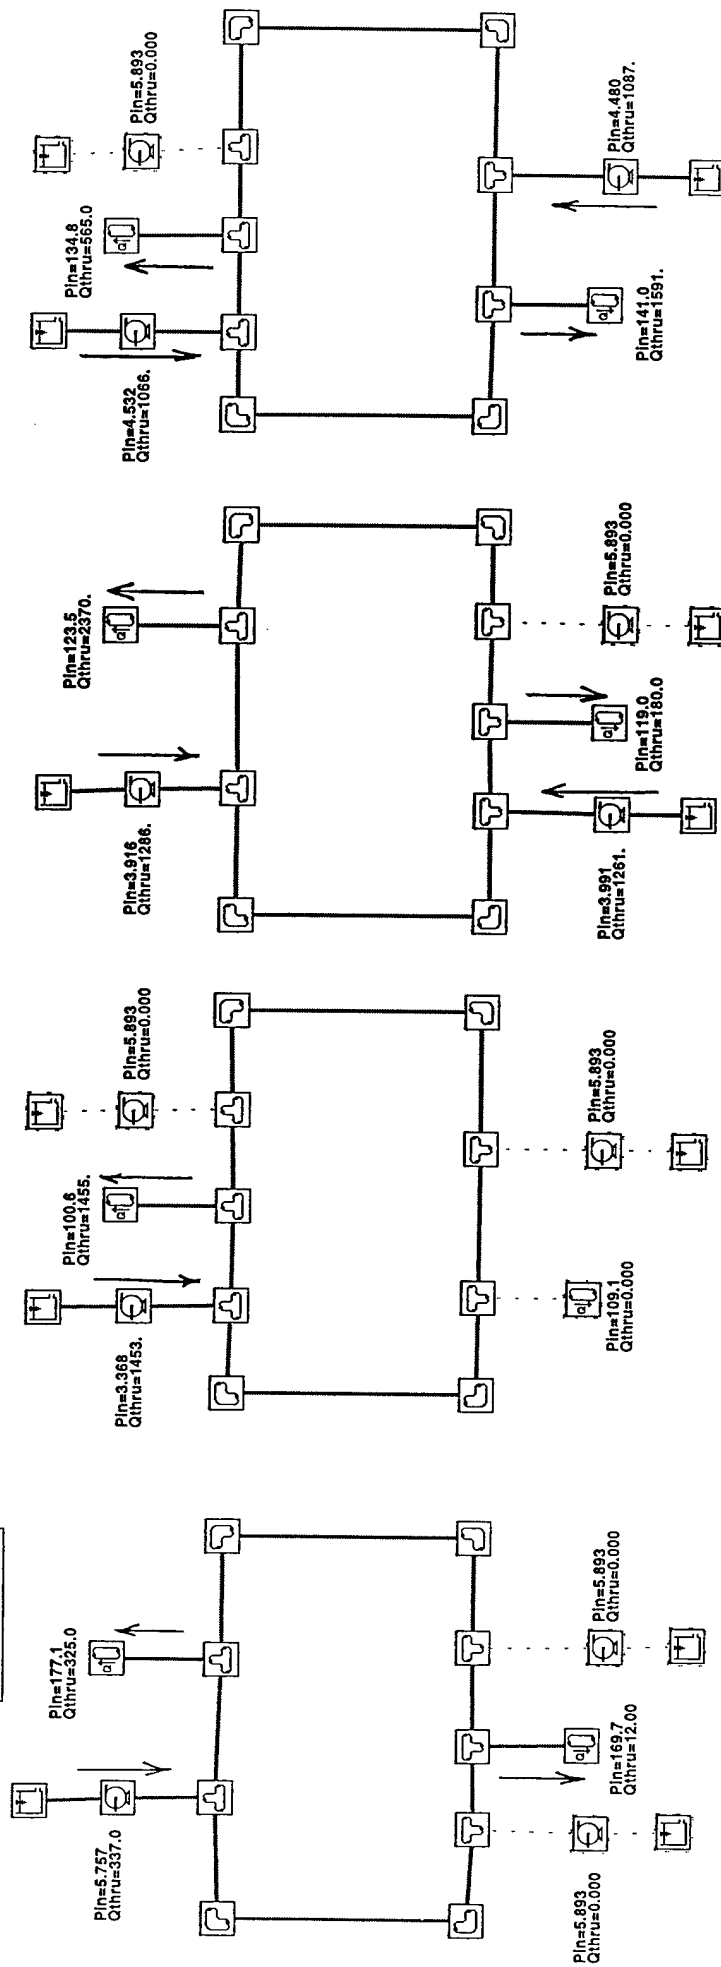 Pin=5.757
Qthru=337.0
Pin=177.1
Qthru=325.0
Pin=5.893
Qthru=0.000
Pin=169.7
Qthru=12.00
Pin=5.893
Qthru=0.000
Pin=3.368
Qthru=1453.
Pin=100.6
Qthru=1455.
Pin=5.893
Qthru=0.000
Pin=109.1
Qthru=0.000
Pin=5.893
Qthru=0.000
Pin=3.916
Qthru=1286.
Pin=123.5
Qthru=2370.
Pin=3.991
Qthru=1261.
Pin=119.0
Qthru=180.0
Pin=5.893
Qthru=0.000
Pin=4.532
Qthru=1066.
Pin=134.8
Qthru=565.0
Pin=5.893
Qthru=0.000
Pin=141.0
Qthru=1591.
Pin=4.480
Qthru=1087.